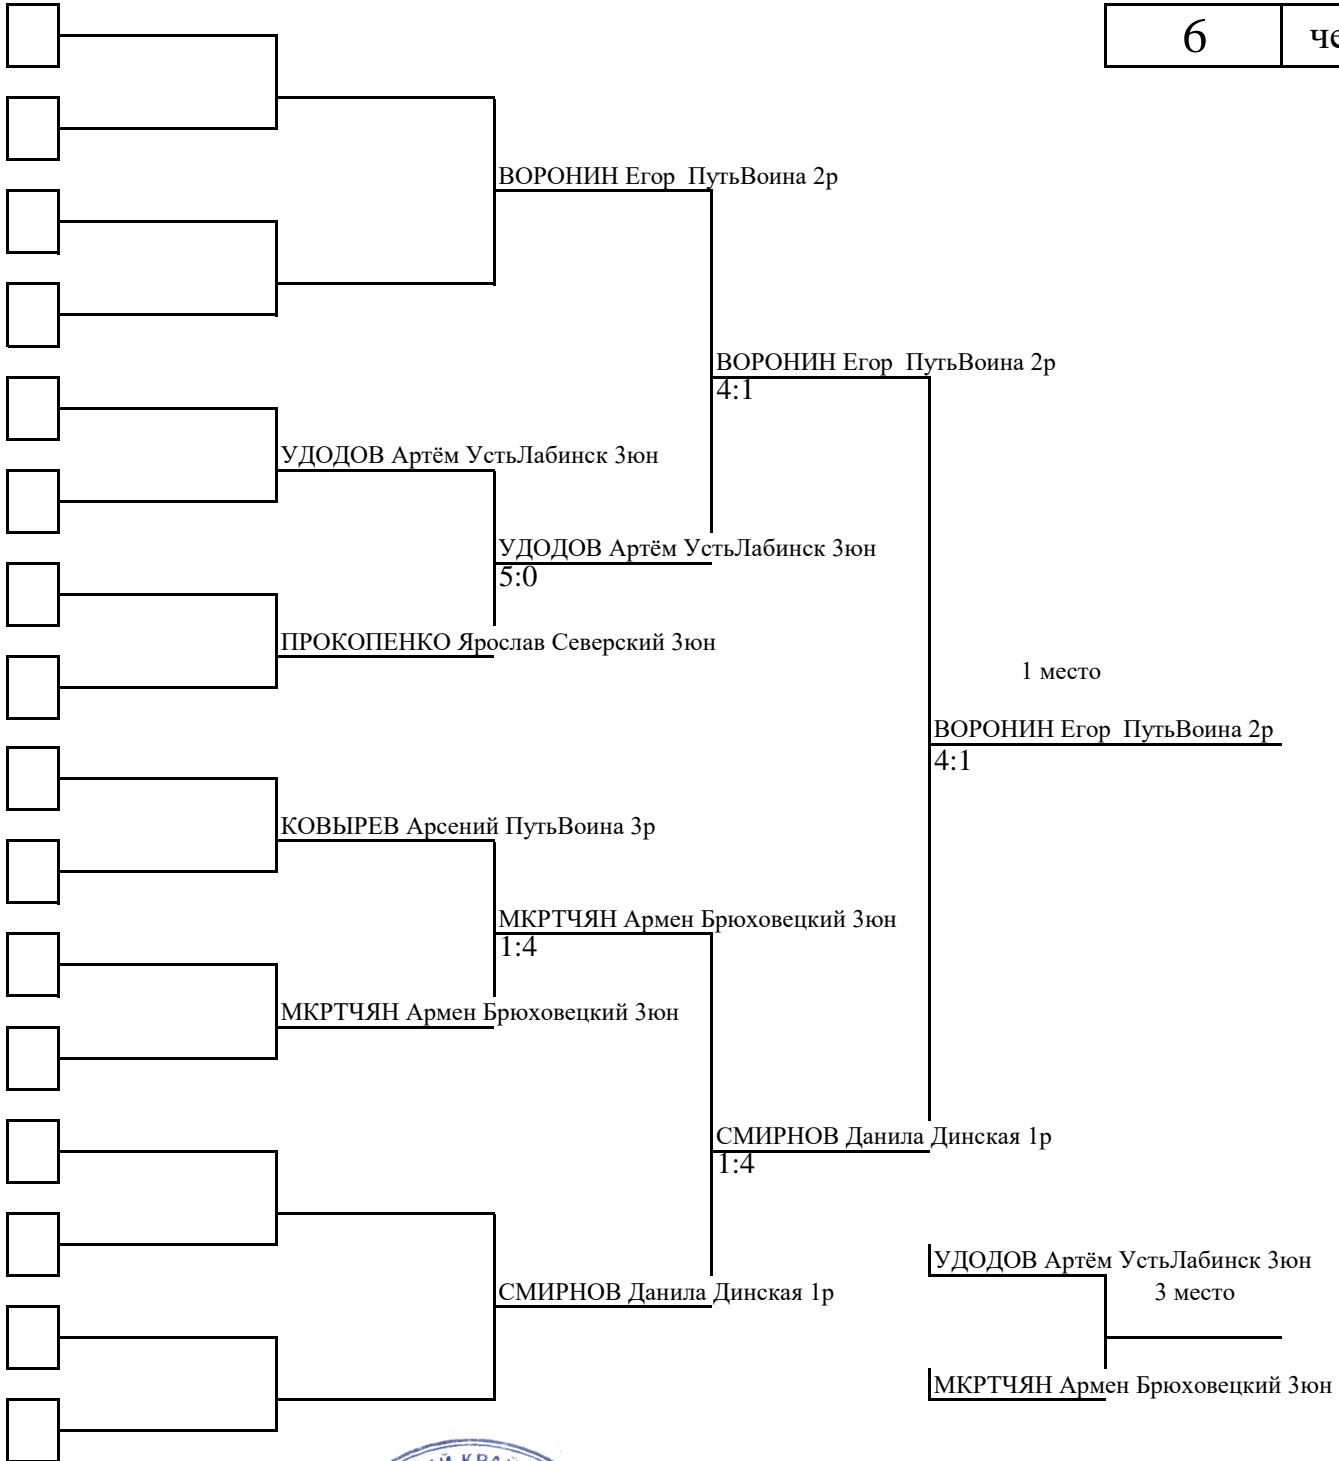 6 че
ВОРОНИН Егор  ПутьВоина 2р
ВОРОНИН Егор  ПутьВоина 2р
4:1
УДОДОВ Артём УстьЛабинск 3юн
УДОДОВ Артём УстьЛабинск 3юн
5:0
ПРОКОПЕНКО Ярослав Северский 3юн
1 место
ВОРОНИН Егор  ПутьВоина 2р
4:1
КОВЫРЕВ Арсений ПутьВоина 3р
МКРТЧЯН Армен Брюховецкий 3юн
1:4
МКРТЧЯН Армен Брюховецкий 3юн
СМИРНОВ Данила Динская 1р
1:4
УДОДОВ Артём УстьЛабинск 3юн
СМИРНОВ Данила Динская 1р
3 место
МКРТЧЯН Армен Брюховецкий 3юн